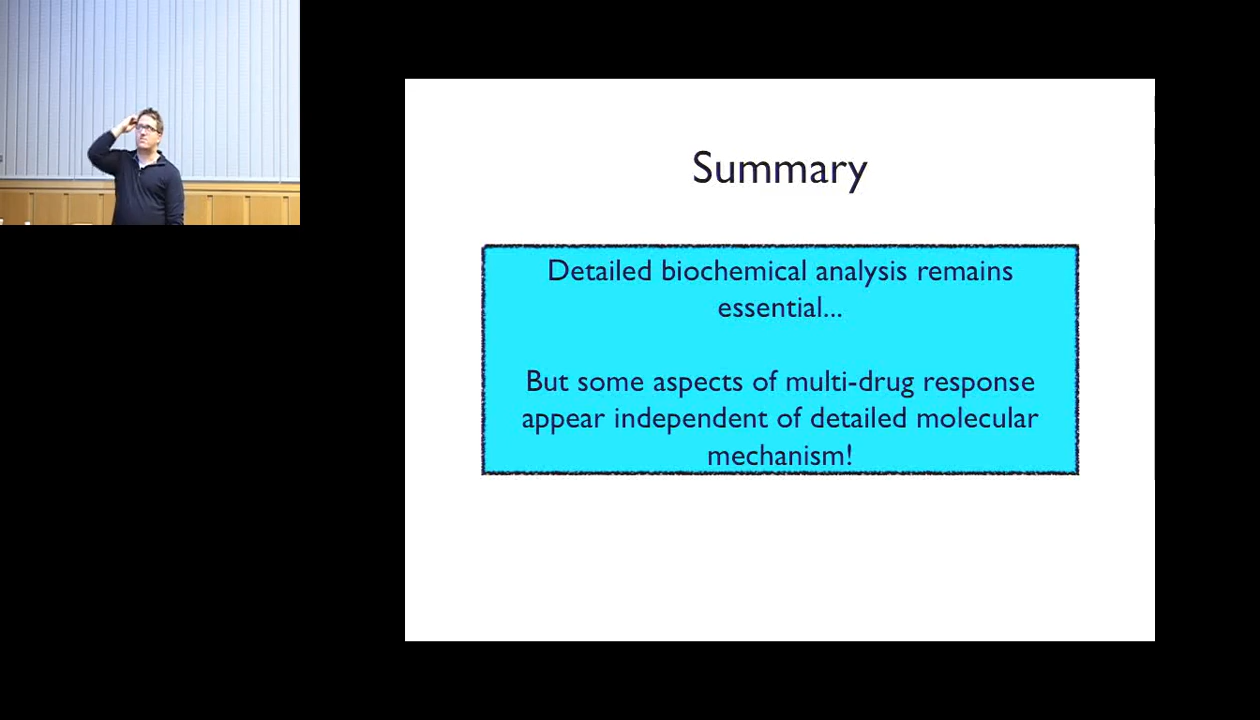 Summary
Detailed biochemical analysis remains
essential...
But some aspects of multi-drug response
appear independent of detailed molecular
mechanism!